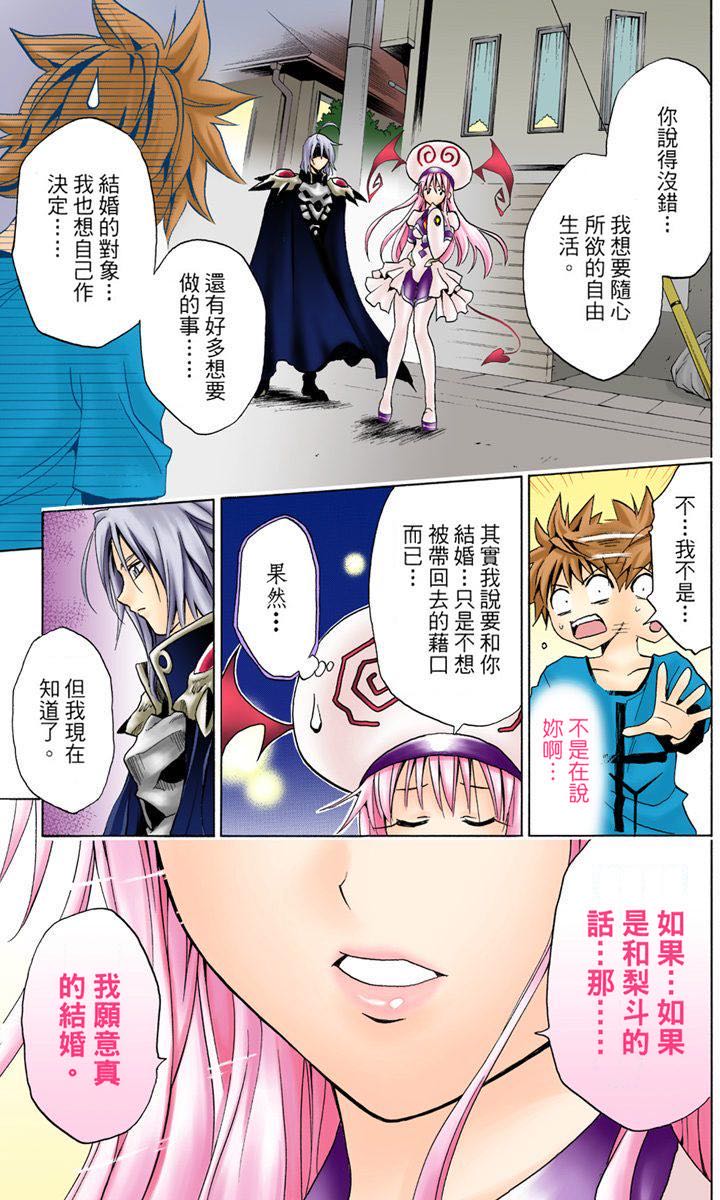 你說得沒錯…
我想要隨心
所欲的自由
生活。
還有好多想要
做的事……
結婚的對象…
我也想自己作
決定……
不…我不是…
不是在說
妳啊…
其實我說要和你
結婚…只是不想
被帶回去的藉口
而已…
果然…
但我現在
知道了。
如果…如果
是和梨斗的
話…那……
我願意真
的結婚。